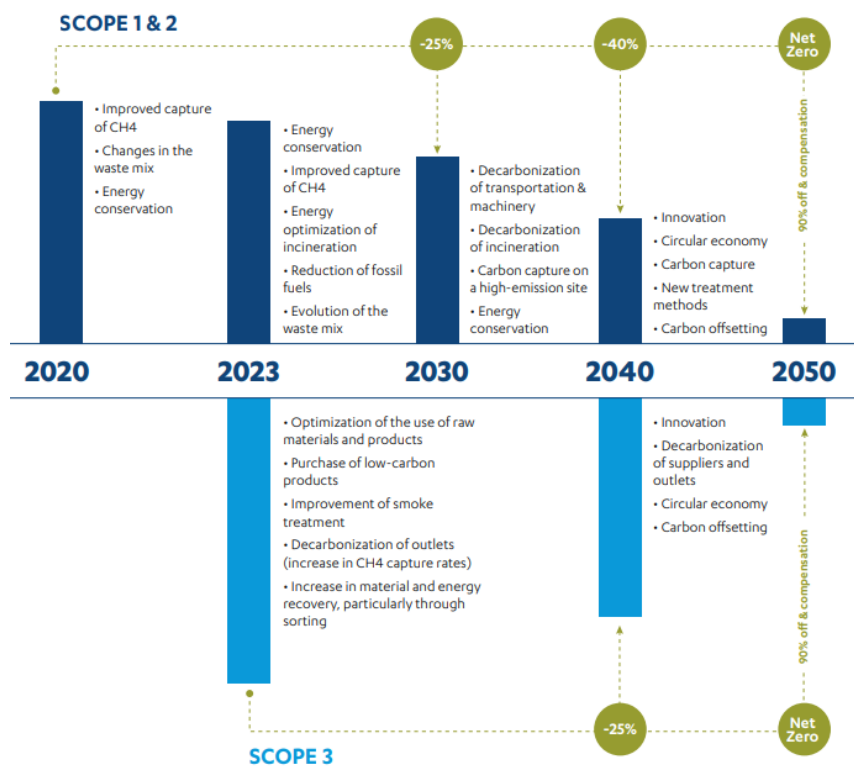 SCOPE 1 & 2
-25%
-40%
Net
Zero
• Improved capture
of CH4
• Changes in the
waste mix
• Energy
conservation
• Energy
conservation
• Improved capture
of CH4
• Energy
optimization of
incineration
• Reduction of fossil
fuels
• Evolution of the
waste mix
• Decarbonization
of transportation &
machinery
• Decarbonization
of incineration
• Carbon capture on
a high-emission site
• Energy
conservation
• Innovation
• Circular economy
• Carbon capture
• New treatment
methods
• Carbon offsetting
90% off & compensation
2020
2023
2030
2040
2050
• Optimization of the use of raw
materials and products
• Purchase of low-carbon
products
• Improvement of smoke
treatment
• Decarbonization of outlets
(increase in CH4 capture rates)
• Increase in material and energy
recovery, particularly through
sorting
• Innovation
• Decarbonization
of suppliers and
outlets
• Circular economy
• Carbon offsetting
90% off & compensation
-25%
Net
Zero
SCOPE 3